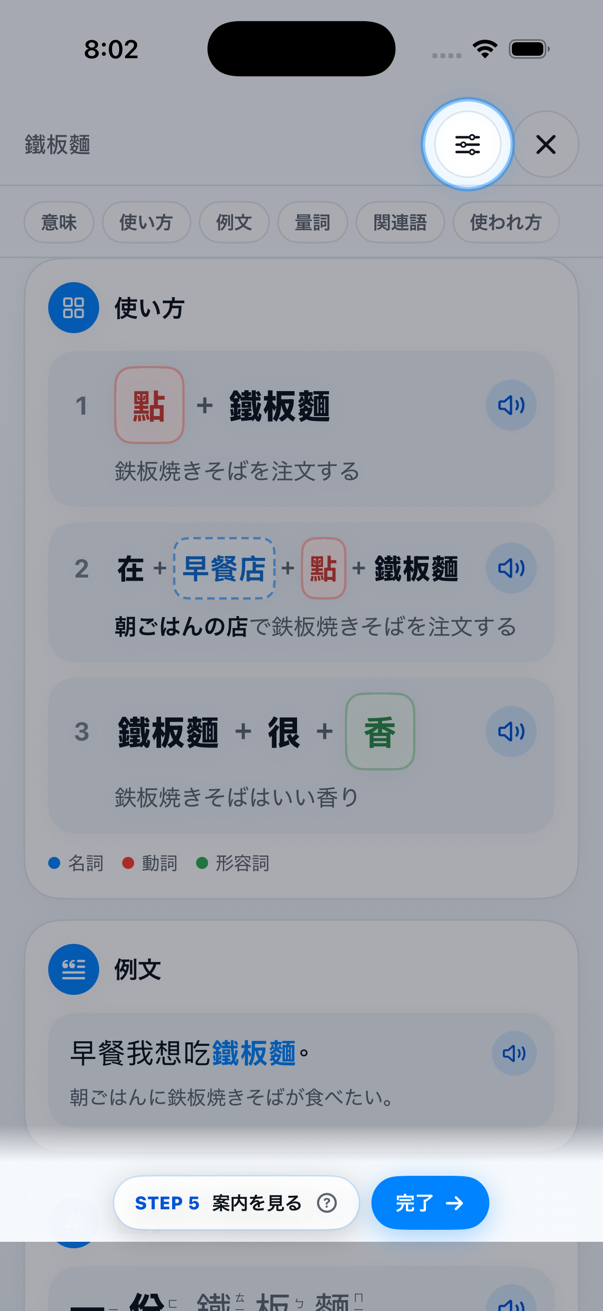 8:02
鐵板麵
意味 使い方 例文 量詞 関連語 使われ方
使い方
1 點 + 鐵板麵
鉄板焼きそばを注文する
2 在 + 早餐店 + 點 + 鐵板麵
朝ごはんの店で鉄板焼きそばを注文する
3 鐵板麵 + 很 + 香
鉄板焼きそばはいい香り
名詞 動詞 形容詞
例文
早餐我想吃鐵板麵。
朝ごはんに鉄板焼きそばが食べたい。
STEP 5 案内を見る ? 完了 →
一份鐵板麵